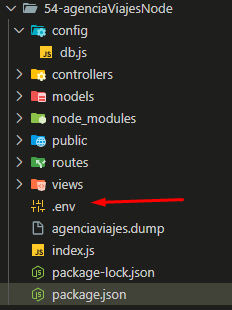 54-agenciaViajesNode
config
db.js
controllers
models
node_modules
public
routes
views
.env
agenciaviajes.dump
index.js
package-lock.json
package.json